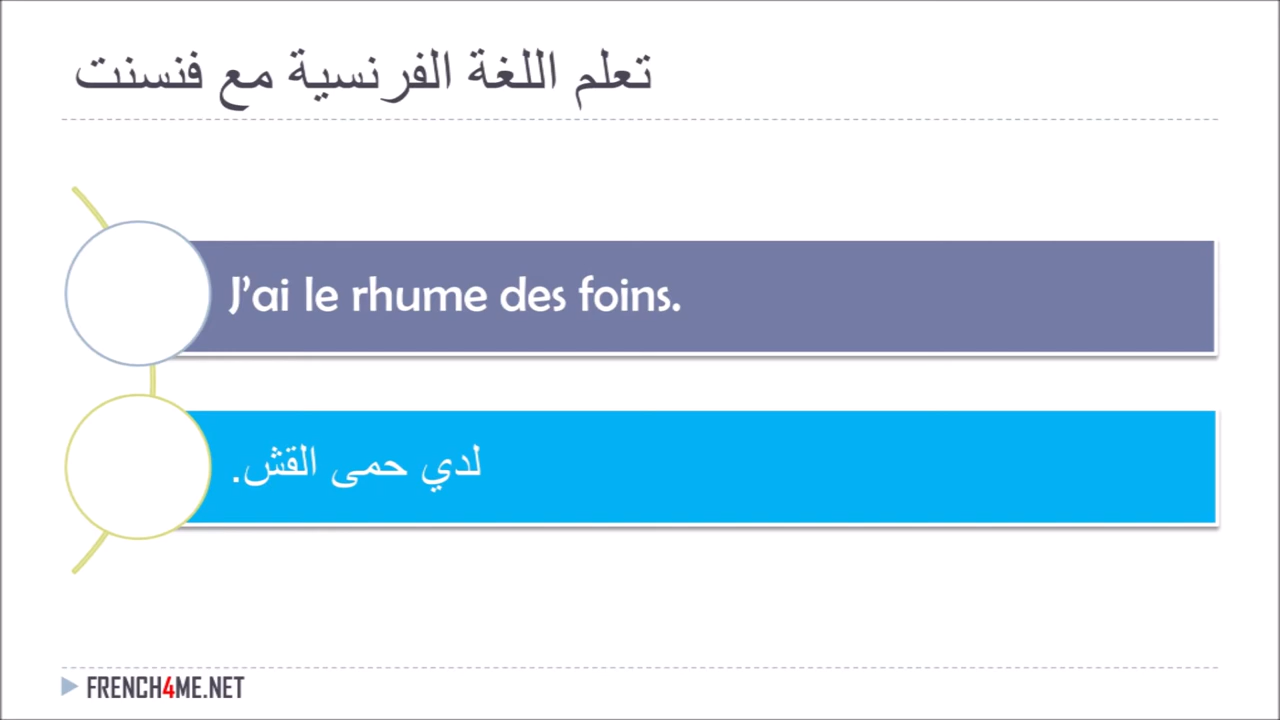 تعلم اللغة الفرنسية مع فنسنت
J'ai le rhume des foins.
لدي حمى القش.
FRENCH4ME.NET